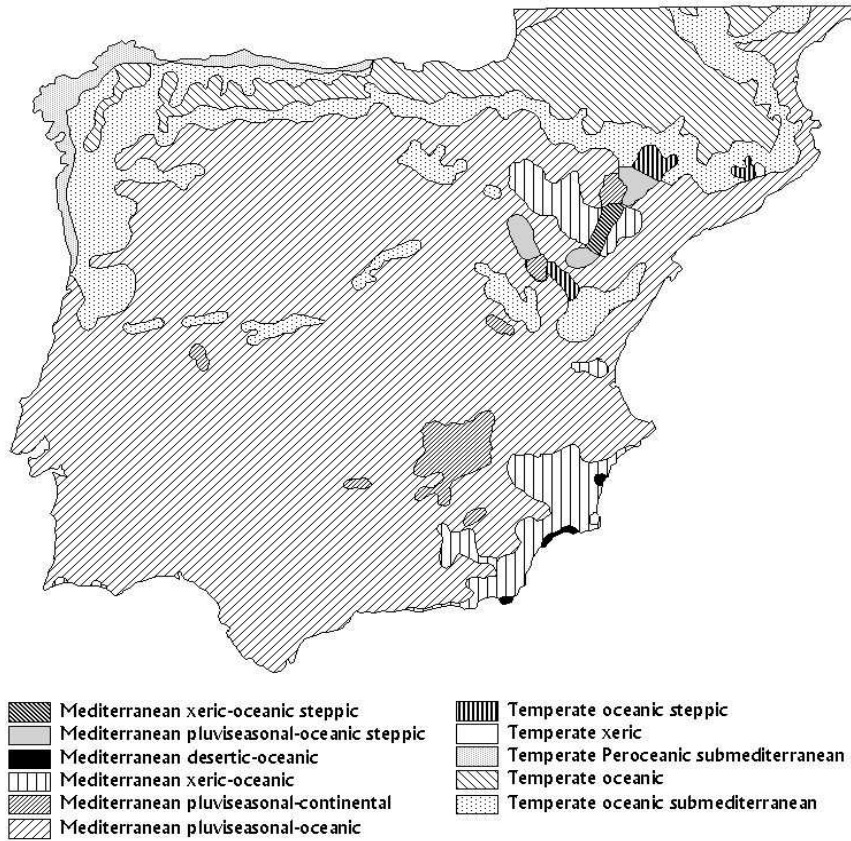 Mediterranean xeric-oceanic steppic
Mediterranean pluviseasonal-oceanic steppic
Mediterranean desertic-oceanic
Mediterranean xeric-oceanic
Mediterranean pluviseasonal-continental
Mediterranean pluviseasonal-oceanic
Temperate oceanic steppic
Temperate xeric
Temperate Peroceanic submediterranean
Temperate oceanic
Temperate oceanic submediterranean